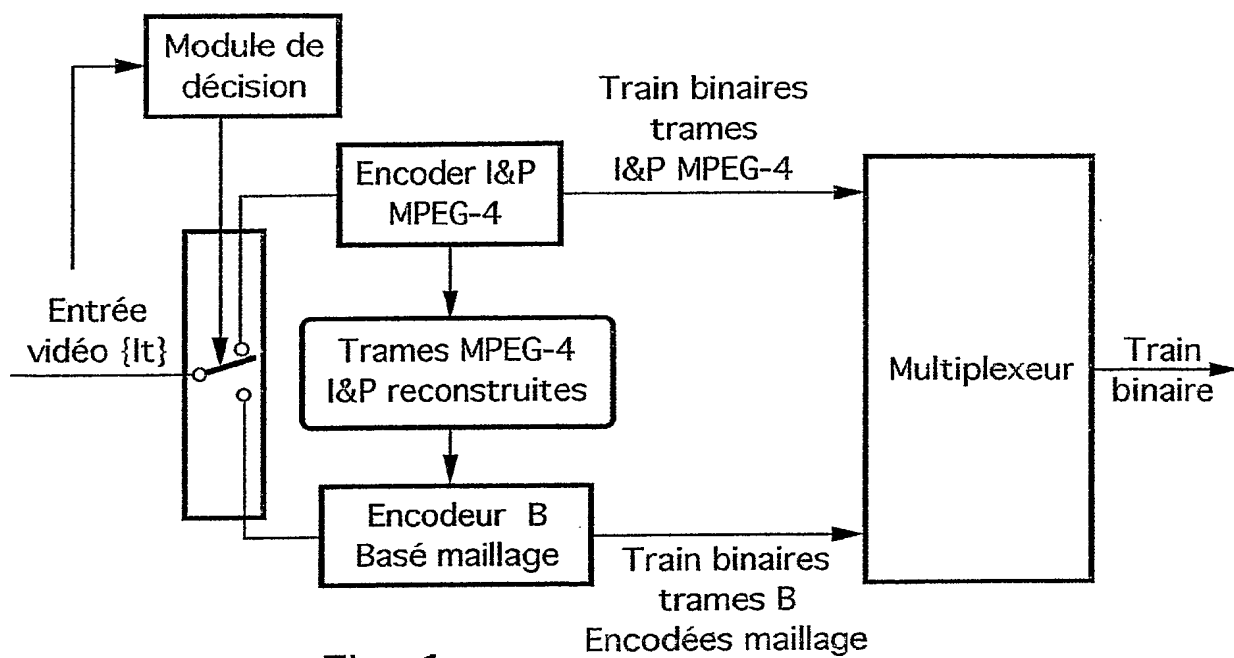 Module de
décision
Train binaires
trames
I&P MPEG-4
Encoder I&P
MPEG-4
Entrée
vidéo {It}
Trames MPEG-4
I&P reconstruites
Multiplexeur
Train
binaire
Encodeur B
Basé maillage
Train binaires
trames B
Encodées maillage